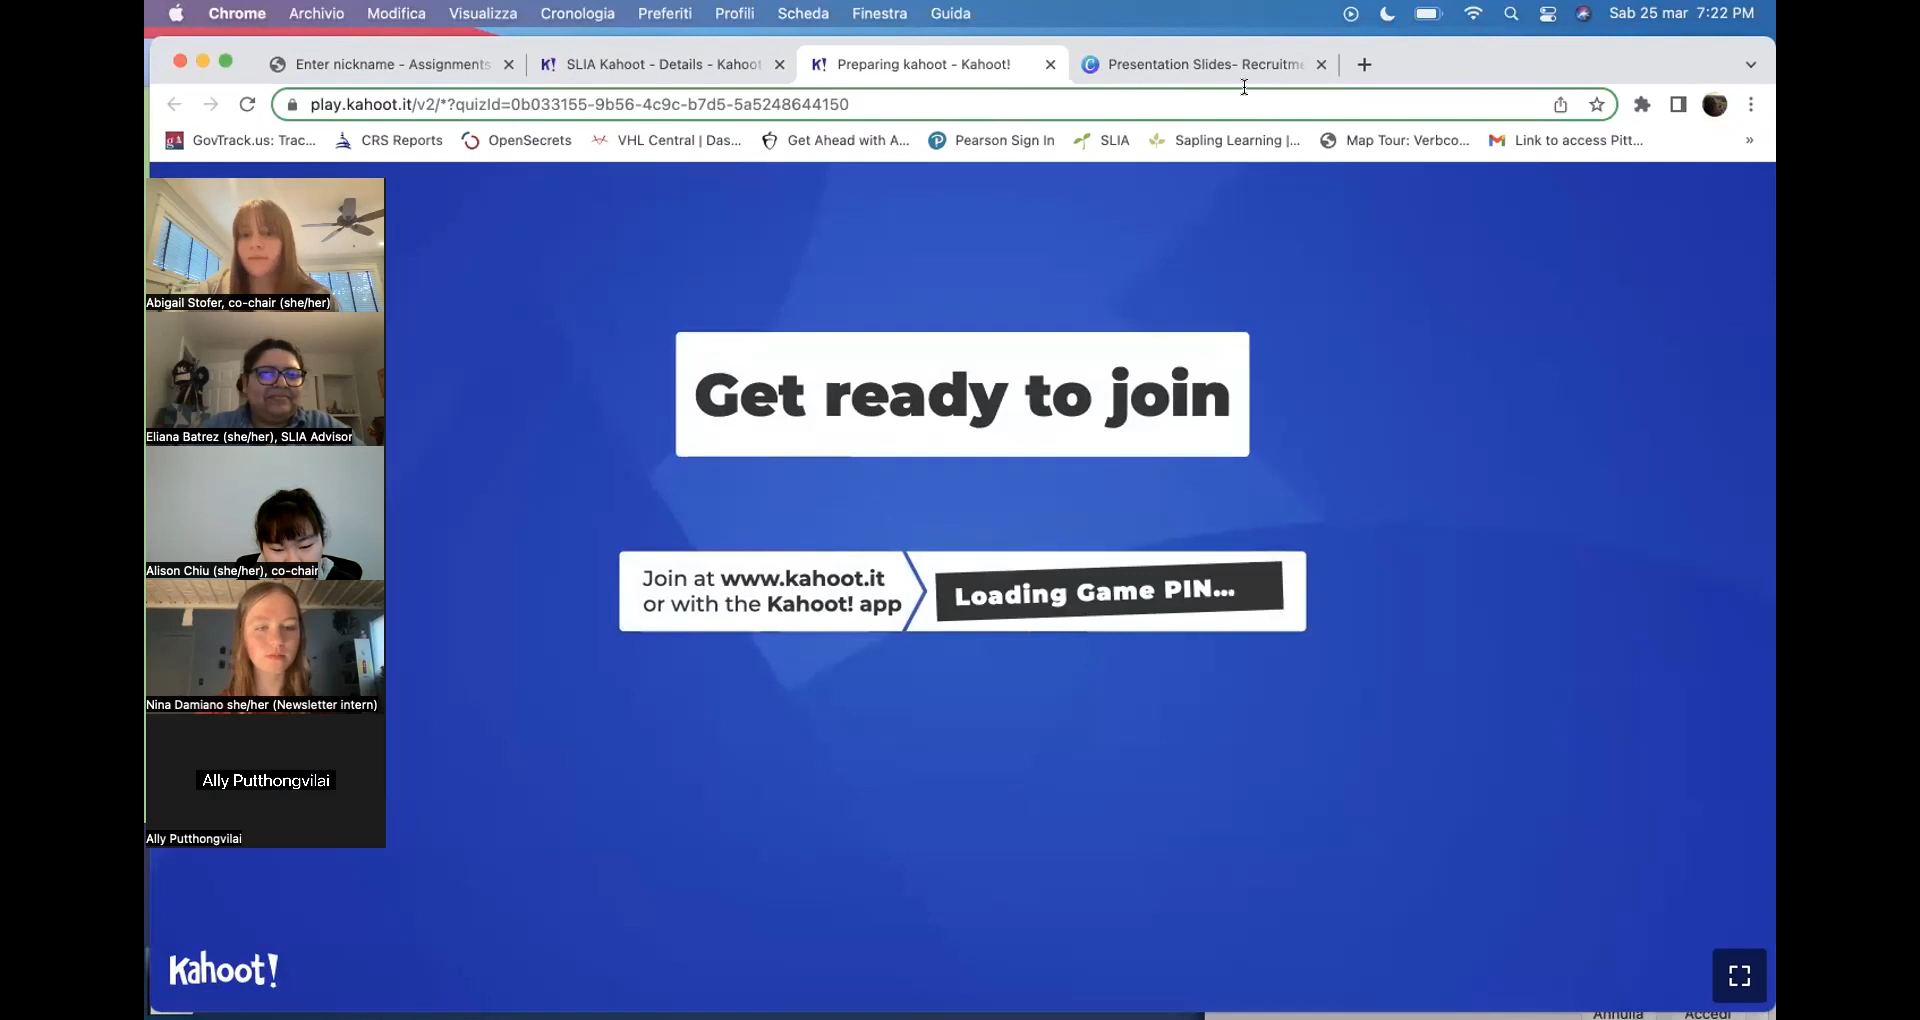 Chrome Archivio Modifica Visualizza Cronologia Preferiti Profili Scheda Finestra Guida Sab 25 mar 7:22 PM
Enter nickname - Assignments K! SLIA Kahoot - Details - Kahoot K! Preparing kahoot - Kahoot! Presentation Slides- Recruitme
play.kahoot.it/v2/*?quizId=0b033155-9b56-4c9c-b7d5-5a5248644150
GovTrack.us: Trac... CRS Reports OpenSecrets VHL Central | Das... Get Ahead with A... Pearson Sign In SLIA Sapling Learning |... Map Tour: Verbco... Link to access Pitt... »
Abigail Stofer, co-chair (she/her)
Eliana Batrez (she/her), SLIA Advisor
Alison Chiu (she/her), co-chair
Nina Damiano she/her (Newsletter intern)
Ally Putthongvilai
Ally Putthongvilai
Get ready to join
Join at www.kahoot.it
or with the Kahoot! app
Loading Game PIN...
Kahoot!
Annulla Accedi